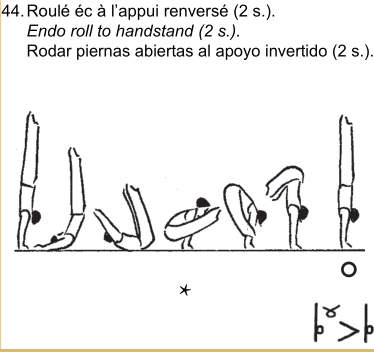 44. Roulé éc à l'appui renversé (2 s.).
Endo roll to handstand (2 s.).
Rodar piernas abiertas al apoyo invertido (2 s.).